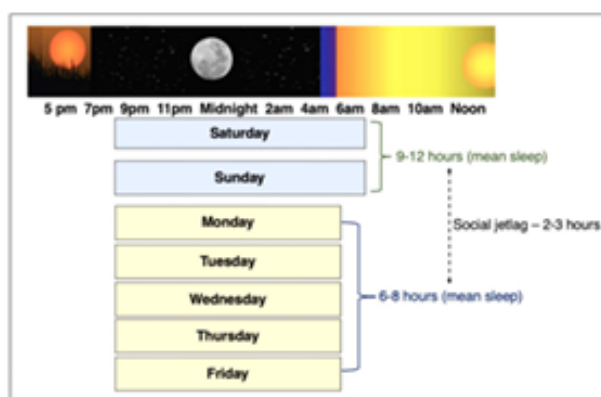 5 pm 7pm 9pm 11pm Midnight 2am 4am 6am 8am 10am Noon
Saturday
9-12 hours (mean sleep)
Sunday
Monday
Social jetlag – 2-3 hours
Tuesday
Wednesday
6-8 hours (mean sleep)
Thursday
Friday